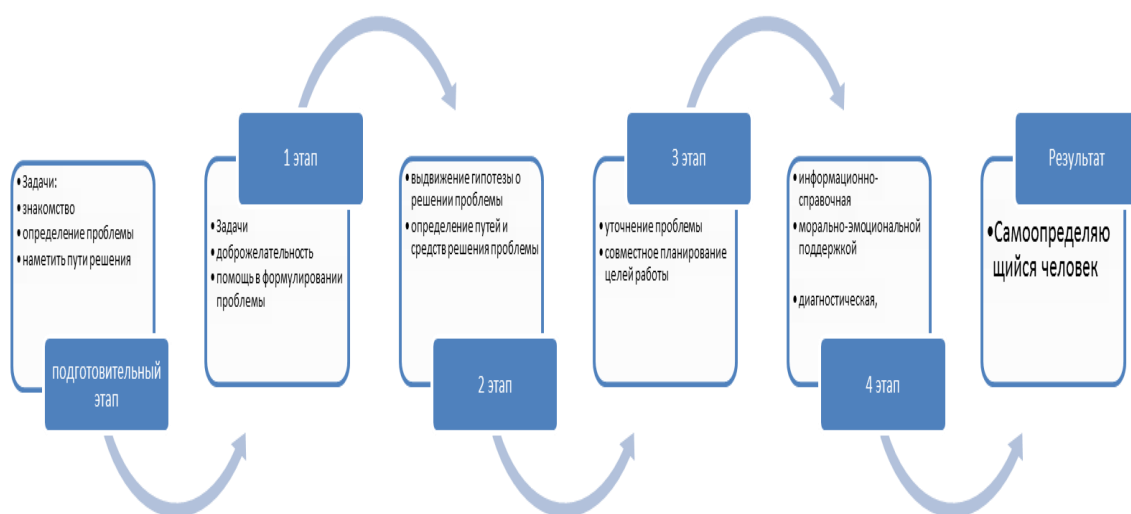 •Задачи:
•знакомство
•определение проблемы
•наметить пути решения
подготовительный
этап
1 этап
•Задачи
•доброжелательность
•помощь в формулировании
проблемы
•выдвижение гипотезы о
решении проблемы
•определение путей и
средств решения проблемы
2 этап
3 этап
•уточнение проблемы
•совместное планирование
целей работы
•информационно-
справочная
•морально-эмоциональной
поддержкой
•диагностическая,
4 этап
Результат
•Самоопределяю
щийся человек